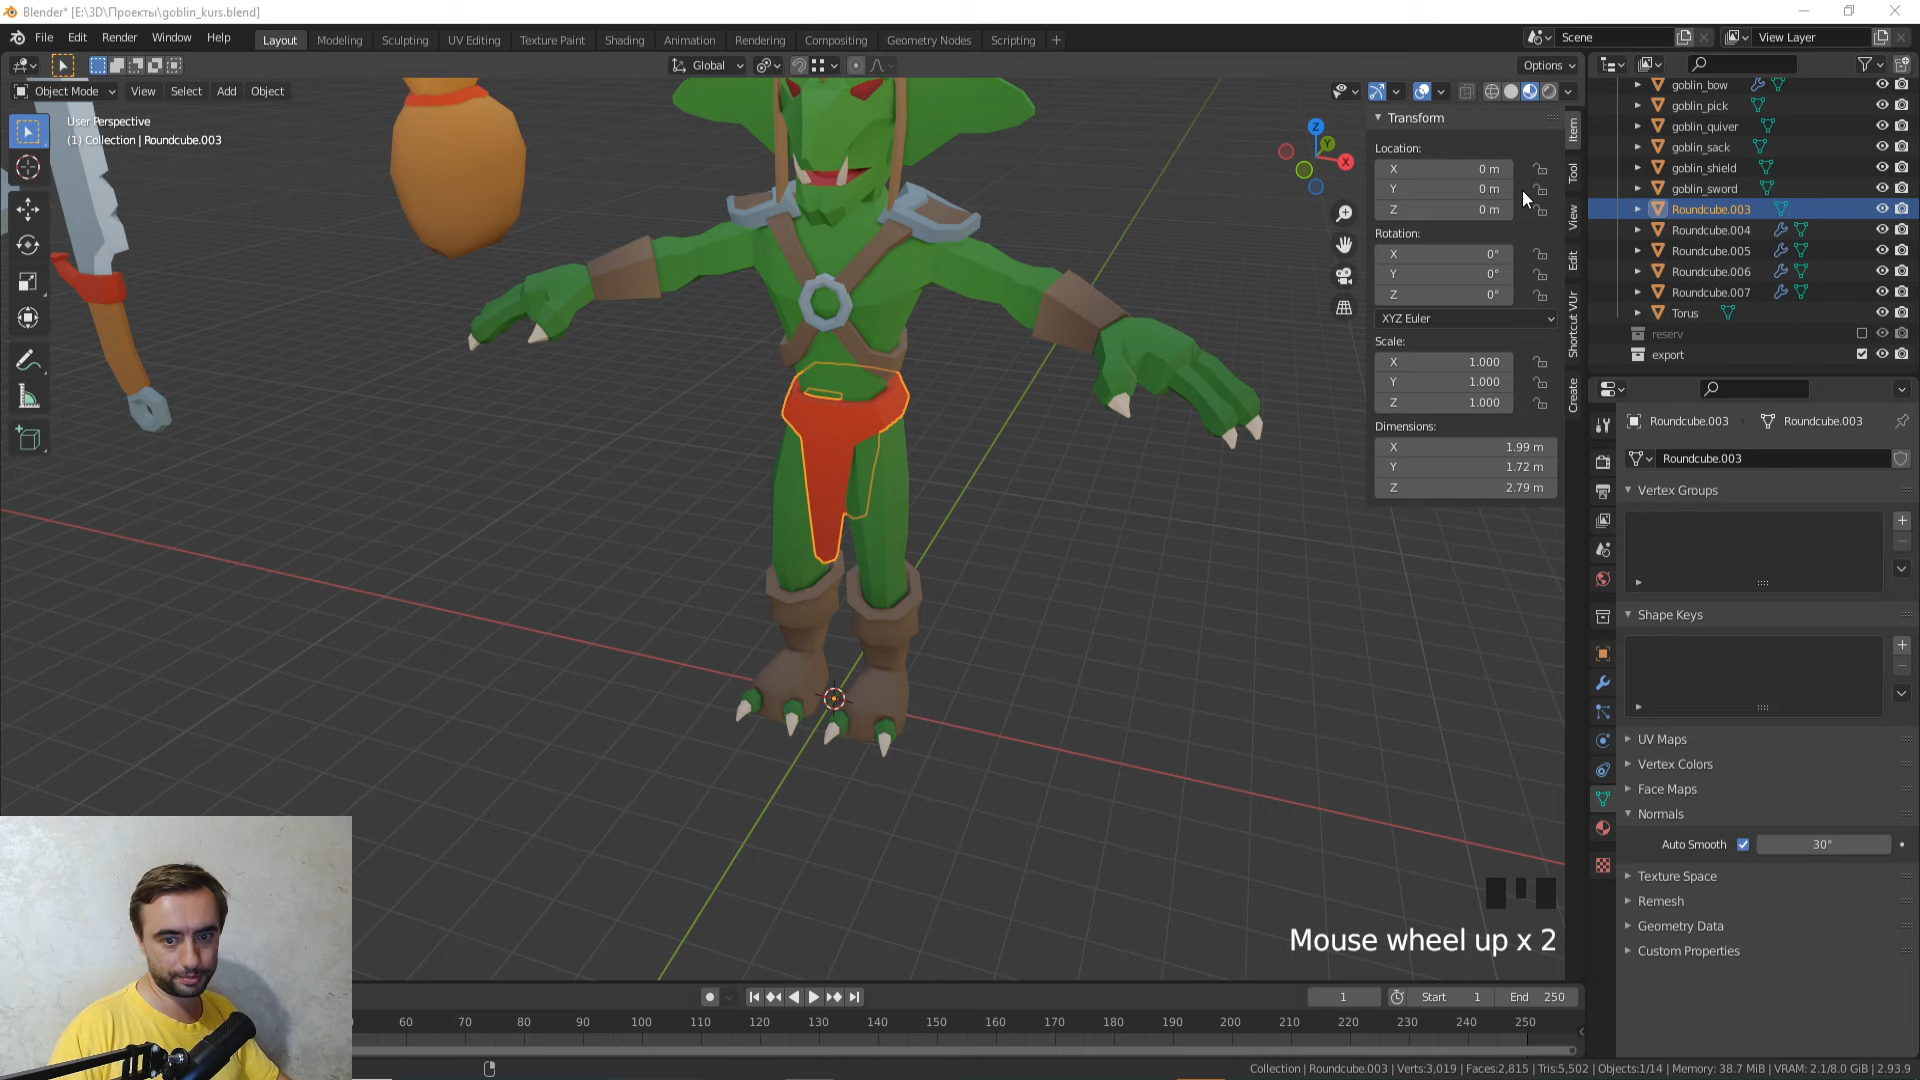 Blender* [E:\3D\Проекты\goblin_kurs.blend]
File Edit Render Window Help
Layout Modeling Sculpting UV Editing Texture Paint Shading Animation Rendering Compositing Geometry Nodes Scripting +
Scene
View Layer
Global
Options
Object Mode View Select Add Object
User Perspective
(1) Collection | Roundcube.003
Z
Y
X
Transform
Location:
X 0 m
Y 0 m
Z 0 m
Rotation:
X 0°
Y 0°
Z 0°
XYZ Euler
Scale:
X 1.000
Y 1.000
Z 1.000
Dimensions:
X 1.99 m
Y 1.72 m
Z 2.79 m
Item
Tool
View
Edit
Shortcut VUr
Create
goblin_bow
goblin_pick
goblin_quiver
goblin_sack
goblin_shield
goblin_sword
Roundcube.003
Roundcube.004
Roundcube.005
Roundcube.006
Roundcube.007
Torus
reserv
export
Roundcube.003 Roundcube.003
Roundcube.003
Vertex Groups
Shape Keys
UV Maps
Vertex Colors
Face Maps
Normals
Auto Smooth 30°
Texture Space
Remesh
Geometry Data
Custom Properties
Mouse wheel up x 2
1 Start 1 End 250
60 70 80 90 100 110 120 130 140 150 160 170 180 190 200 210 220 230 240 250
Collection | Roundcube.003 | Verts:3,019 | Faces:2,815 | Tris:5,502 | Objects:1/14 | Memory: 38.7 MiB | VRAM: 2.1/8.0 GiB | 2.93.9